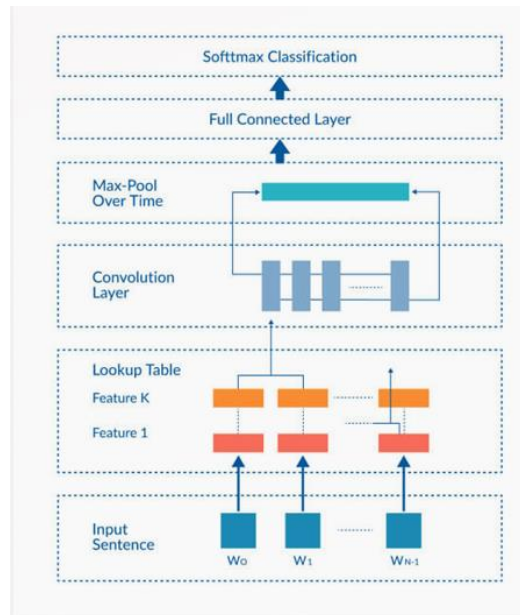 Softtmax Classification
Full Connected Layer
Max-Pool
Over Time
Convolution
Layer
Lookup Table
Feature K
Feature 1
Input
Sentence
W0 W1 WN-1